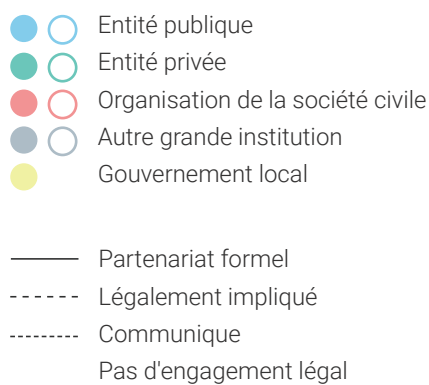 Entité publique
Entité privée
Organisation de la société civile
Autre grande institution
Gouvernement local
Partenariat formel
Légalement impliqué
Communique
Pas d'engagement légal